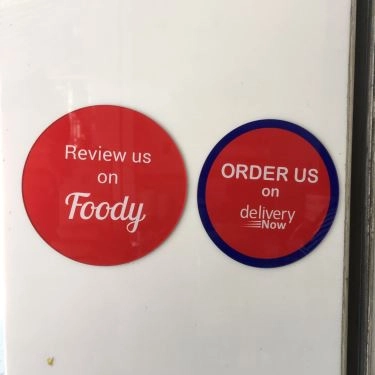 Review us
on
Foody
ORDER US
on
delivery
Now